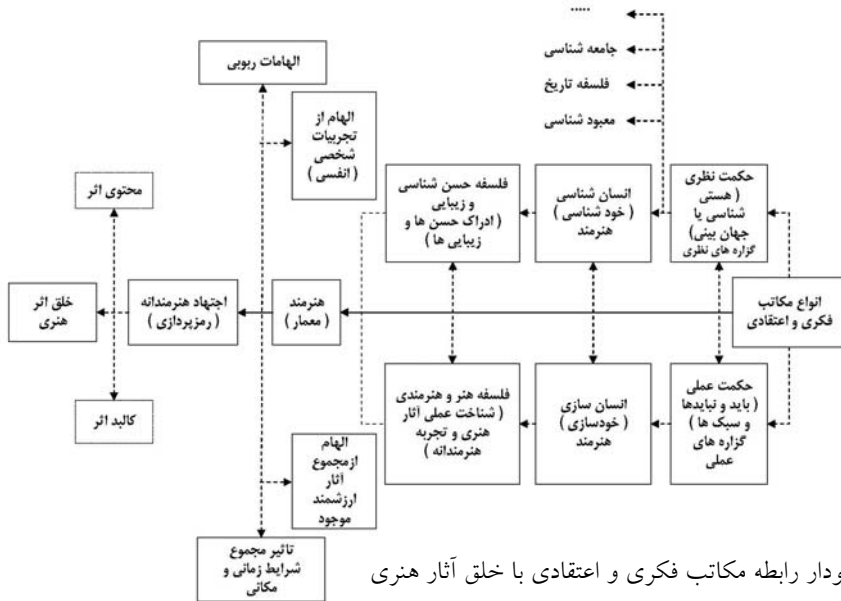 .....
جامعه شناسی
فلسفه تاریخ
معبود شناسی
انواع مکاتب
فکری و اعتقادی
حکمت نظری
( هستی
شناسی یا
جهان بینی)
گزاره های نظری
انسان شناسی
( خود شناسی )
هنرمند
فلسفه حسن شناسی
و زیبایی
( ادراک حسن ها و
زیبایی ها )
حکمت عملی
( باید و نبایدها
و سبک ها )
گزاره های
عملی
انسان سازی
( خودسازی )
هنرمند
فلسفه هنر و هنرمندی
( شناخت عملی آثار
هنری و تجربه
هنرمندانه )
هنرمند
( معمار )
الهامات ربوبی
الهام از
تجربیات
شخصی
( انفسی )
الهام
ازمجموع
آثار
ارزشمند
موجود
تاثیر مجموع
شرایط زمانی و
مکانی
اجتهاد هنرمندانه
( رمزپردازی )
محتوی اثر
خلق اثر
هنری
کالبد اثر
ودار رابطه مکاتب فکری و اعتقادی با خلق آثار هنری